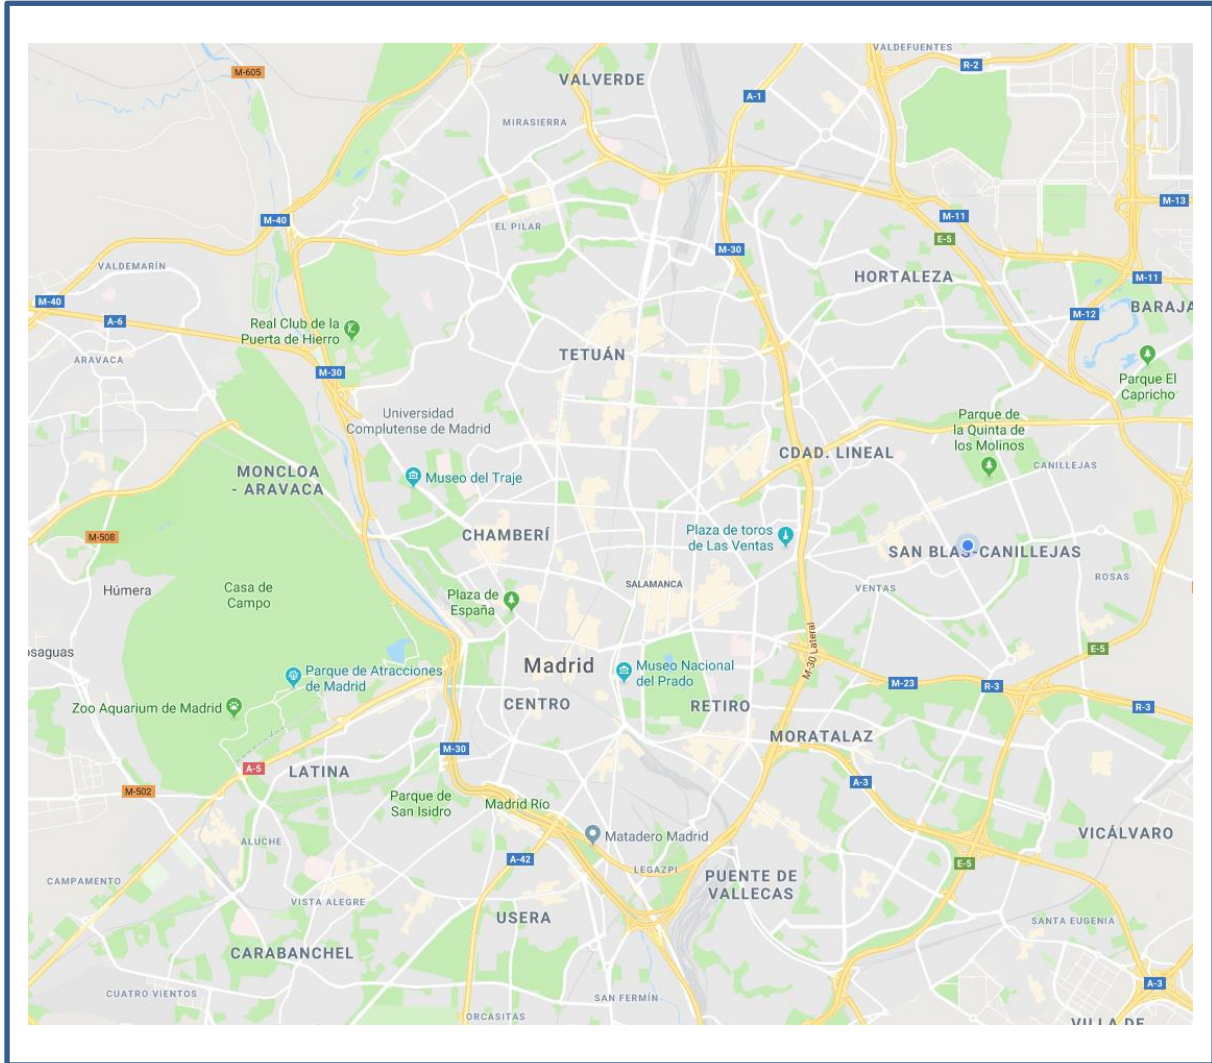 VALDEFUENTES
R-2
M-605
VALVERDE
A-1
MIRASIERRA
M-13
M-40
M-11
EL PILAR
E-5
M-30
VALDEMARÍN
HORTALEZA
M-11
M-40
BARAJA
M-12
A-6
Real Club de la
Puerta de Hierro
TETUÁN
ARAVACA
M-30
Parque El
Capricho
Universidad
Complutense de Madrid
Parque de
la Quinta de
los Molinos
CDAD. LINEAL
CANILLEJAS
MONCLOA
- ARAVACA
Museo del Traje
M-508
CHAMBERÍ
Plaza de toros
de Las Ventas
SAN BLAS-CANILLEJAS
ROSAS
Húmera
Casa de
Campo
SALAMANCA
VENTAS
Plaza de
España
M-30 Lateral
E-5
osaguas
Madrid
Museo Nacional
del Prado
Parque de Atracciones
de Madrid
M-23
R-3
Zoo Aquarium de Madrid
CENTRO
RETIRO
R-3
MORATALAZ
M-30
A-5
LATINA
A-3
M-502
Parque de
San Isidro
Madrid Río
Matadero Madrid
VICÁLVARO
ALUCHE
A-42
E-5
LEGAZPI
PUENTE DE
VALLECAS
CAMPAMENTO
VISTA ALEGRE
USERA
SANTA EUGENIA
CARABANCHEL
A-3
CUATRO VIENTOS
SAN FERMÍN
ORCASITAS
VILLA DE